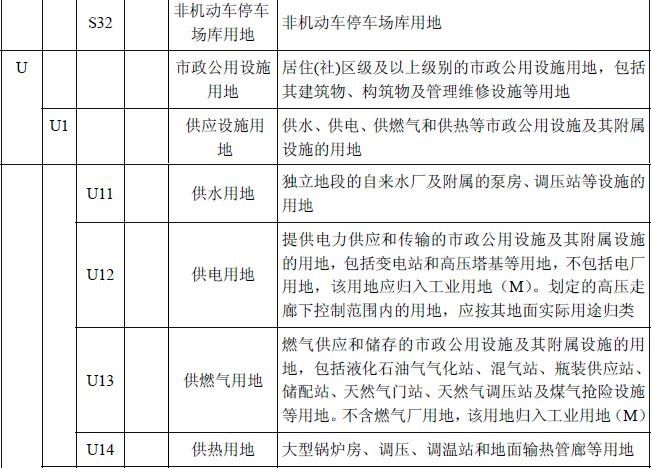 S32
非机动车停车
场库用地
非机动车停车场库用地
U
市政公用设施
用地
居住(社)区级及以上级别的市政公用设施用地，包括
其建筑物、构筑物及管理维修设施等用地
U1
供应设施用
地
供水、供电、供燃气和供热等市政公用设施及其附属
设施的用地
U11
供水用地
独立地段的自来水厂及附属的泵房、调压站等设施的
用地
U12
供电用地
提供电力供应和传输的市政公用设施及其附属设施
的用地，包括变电站和高压塔基等用地，不包括电厂
用地，该用地应归入工业用地（M）。划定的高压走
廊下控制范围内的用地，应按其地面实际用途归类
U13
供燃气用地
燃气供应和储存的市政公用设施及其附属设施的用
地，包括液化石油气气化站、混气站、瓶装供应站、
储配站、天然气门站、天然气调压站及煤气抢险设施
等用地。不含燃气厂用地，该用地归入工业用地（M）
U14
供热用地
大型锅炉房、调压、调温站和地面输热管廊等用地